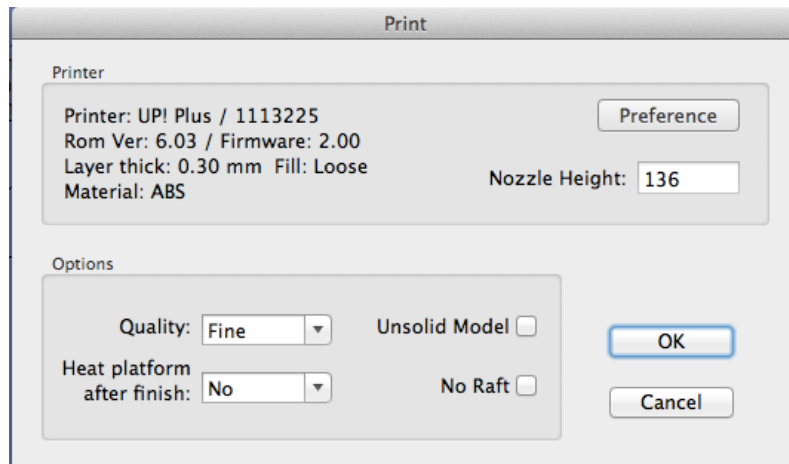 Print
Printer
Printer: UP! Plus / 1113225
Preference
Rom Ver: 6.03 / Firmware: 2.00
Layer thick: 0.30 mm  Fill: Loose
Nozzle Height: 136
Material: ABS
Options
Quality: Fine
Unsolid Model
OK
Heat platform
after finish: No
No Raft
Cancel